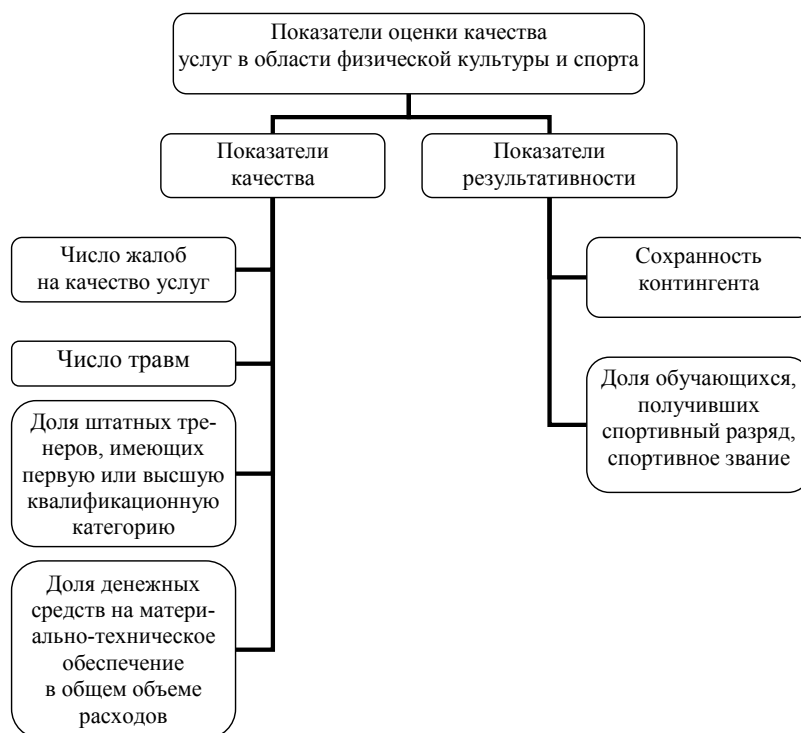 Показатели оценки качества
услуг в области физической культуры и спорта
Показатели
качества
Показатели
результативности
Число жалоб
на качество услуг
Число травм
Доля штатных тре-
неров, имеющих
первую или высшую
квалификационную
категорию
Доля денежных
средств на матери-
ально-техническое
обеспечение
в общем объеме
расходов
Сохранность
контингента
Доля обучающихся,
получивших
спортивный разряд,
спортивное звание